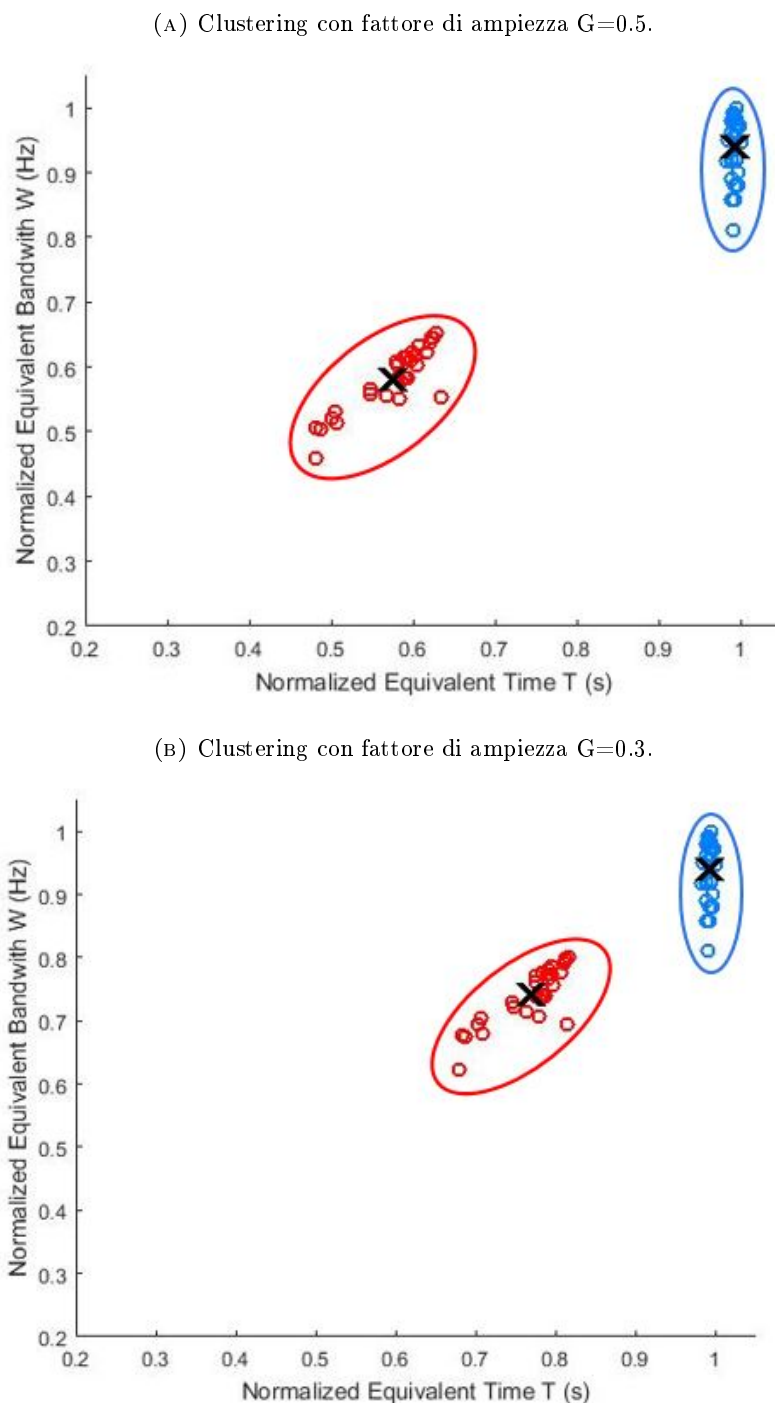 (A) Clustering con fattore di ampiezza G=0.5.
Normalized Equivalent Bandwith W (Hz)
1
0.9
0.8
0.7
0.6
0.5
0.4
0.3
0.2
0.2 0.3 0.4 0.5 0.6 0.7 0.8 0.9 1
Normalized Equivalent Time T (s)
(B) Clustering con fattore di ampiezza G=0.3.
Normalized Equivalent Bandwith W (Hz)
1
0.9
0.8
0.7
0.6
0.5
0.4
0.3
0.2
0.2 0.3 0.4 0.5 0.6 0.7 0.8 0.9 1
Normalized Equivalent Time T (s)